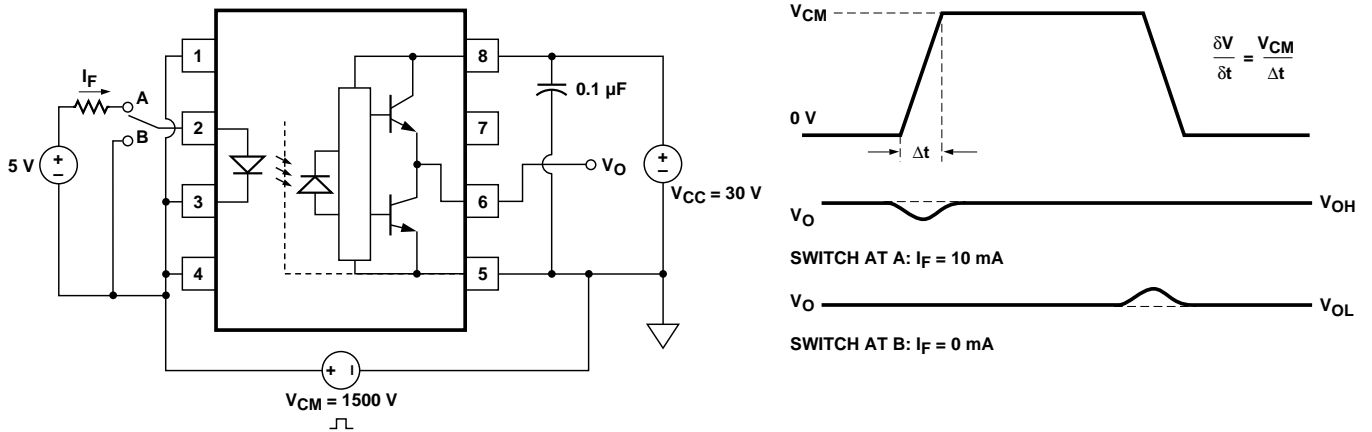 1
2
3
4
8
7
6
5
I_F
A
B
5 V
+
–
0.1 µF
V_O
+
–
V_CC = 30 V
+ –
V_CM = 1500 V
V_CM
0 V
Δt
δV/δt = V_CM/Δt
V_O
V_OH
SWITCH AT A: I_F = 10 mA
V_O
V_OL
SWITCH AT B: I_F = 0 mA